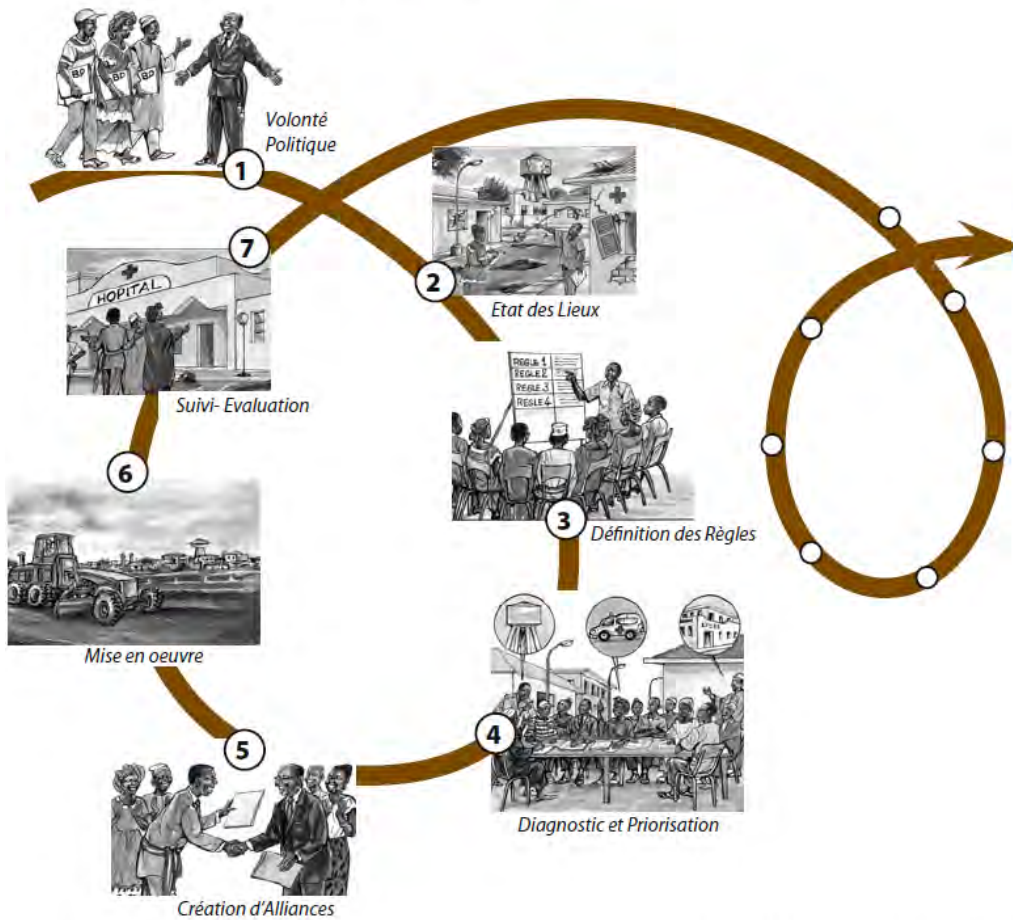 BP
BP
BP
Volonté
Politique
1
7
2
HOPITAL
Etat des Lieux
REGLE 1
REGLE 2
REGLE 3
REGLE 4
Suivi- Evaluation
6
3
Définition des Règles
Mise en oeuvre
4
5
Diagnostic et Priorisation
Création d'Alliances